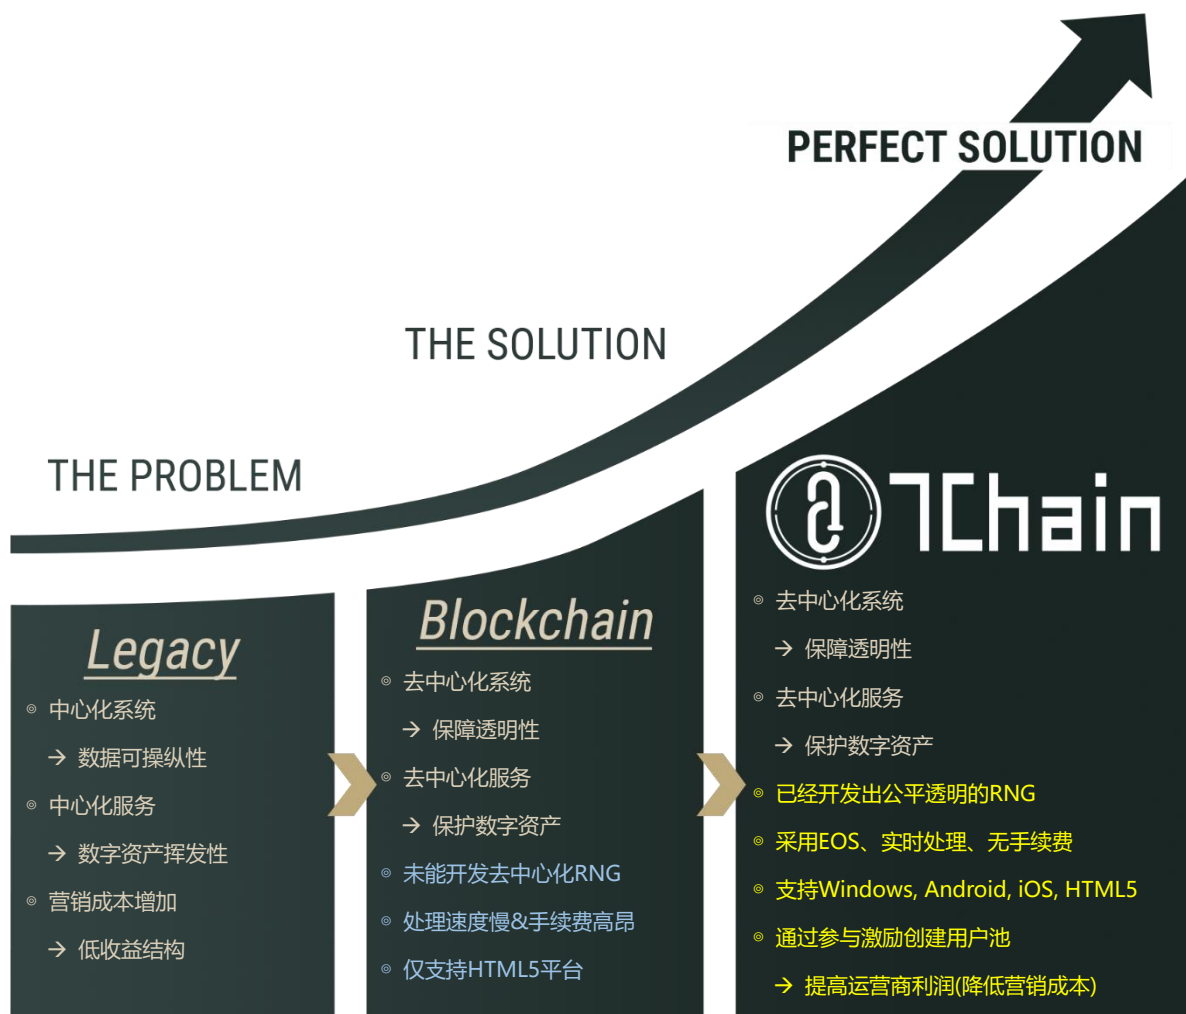 PERFECT SOLUTION
THE SOLUTION
THE PROBLEM
Legacy
◎ 中心化系统
→ 数据可操纵性
◎ 中心化服务
→ 数字资产挥发性
◎ 营销成本增加
→ 低收益结构
Blockchain
◎ 去中心化系统
→ 保障透明性
◎ 去中心化服务
→ 保护数字资产
◎ 未能开发去中心化RNG
◎ 处理速度慢&手续费高昂
◎ 仅支持HTML5平台
7Chain
◎ 去中心化系统
→ 保障透明性
◎ 去中心化服务
→ 保护数字资产
◎ 已经开发出公平透明的RNG
◎ 采用EOS、实时处理、无手续费
◎ 支持Windows, Android, iOS, HTML5
◎ 通过参与激励创建用户池
→ 提高运营商利润(降低营销成本)